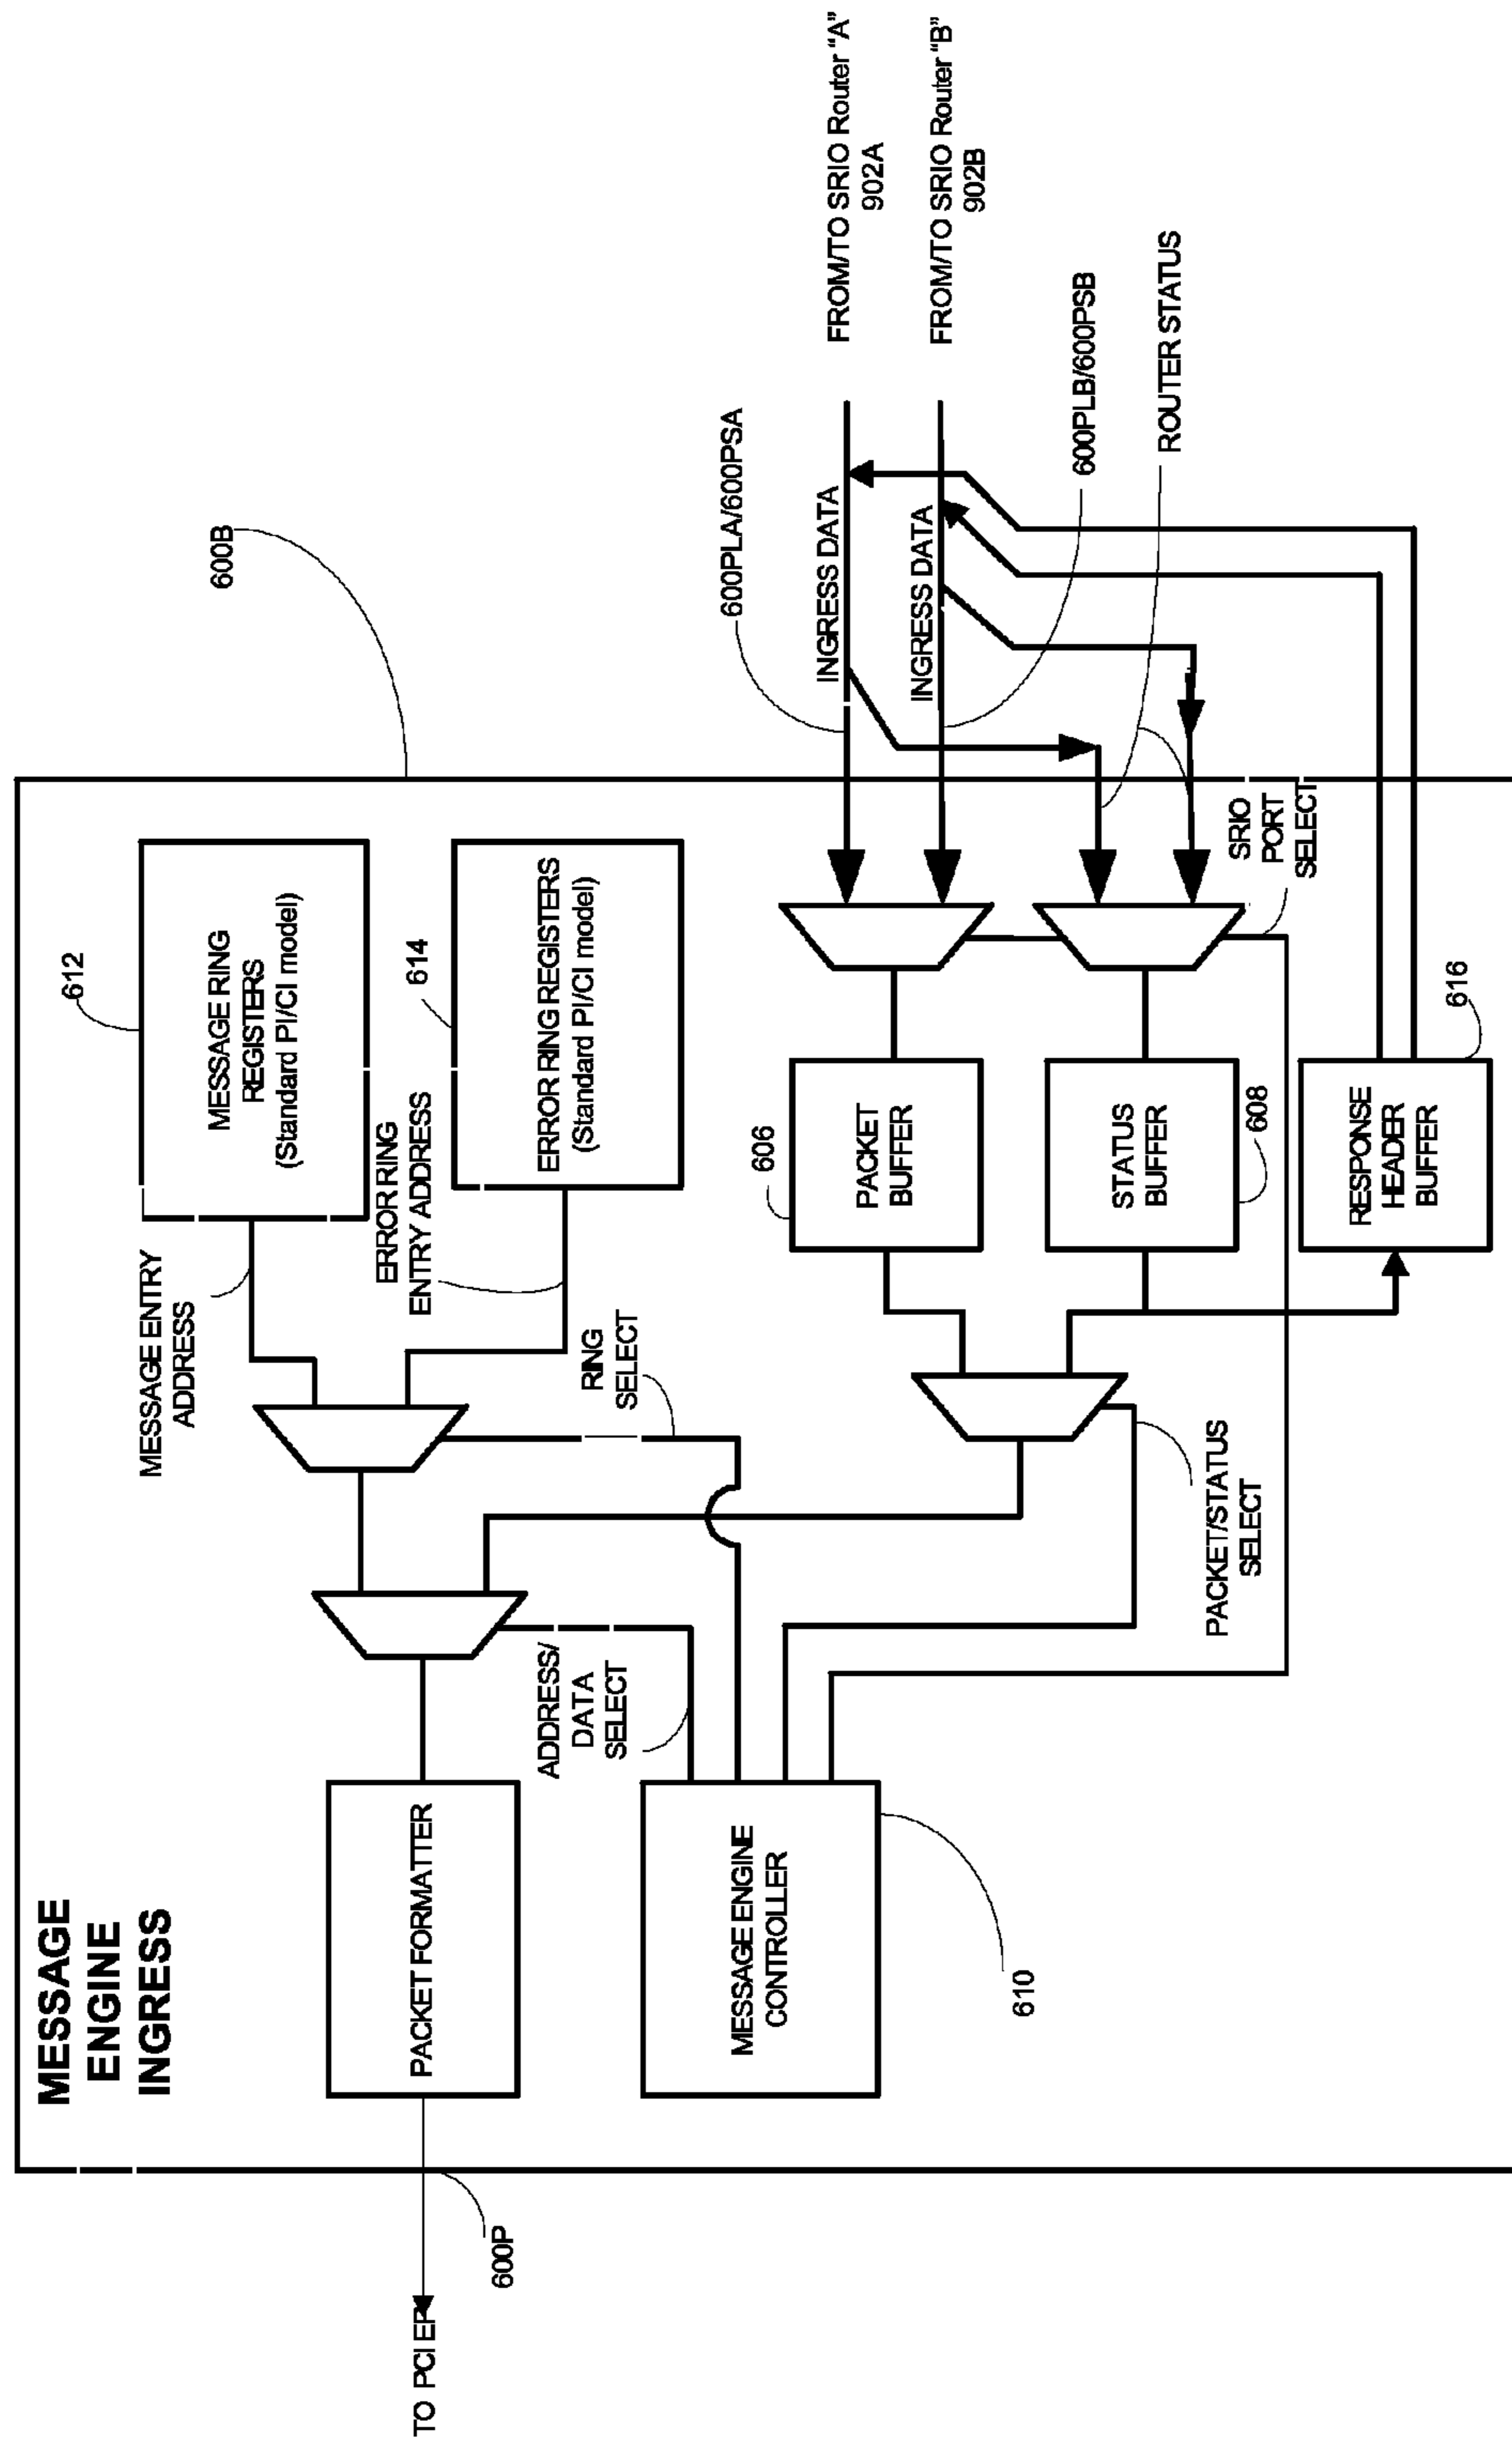 MESSAGE
ENGINE
INGRESS
600B
612
MESSAGE RING
REGISTERS
(Standard PI/CI model)
614
ERROR RING REGISTERS
(Standard PI/CI model)
MESSAGE ENTRY
ADDRESS
ERROR RING
ENTRY ADDRESS
RING
SELECT
TO PCI EP
600P
PACKET FORMATTER
ADDRESS/
DATA
SELECT
MESSAGE ENGINE
CONTROLLER
610
606
PACKET
BUFFER
STATUS
BUFFER
608
RESPONSE
HEADER
BUFFER
616
PACKET/STATUS
SELECT
SRIO
PORT
SELECT
600PLA/600PSA
INGRESS DATA
INGRESS DATA
FROM/TO SRIO Router “A”
902A
FROM/TO SRIO Router “B”
902B
600PLB/600PSB
ROUTER STATUS